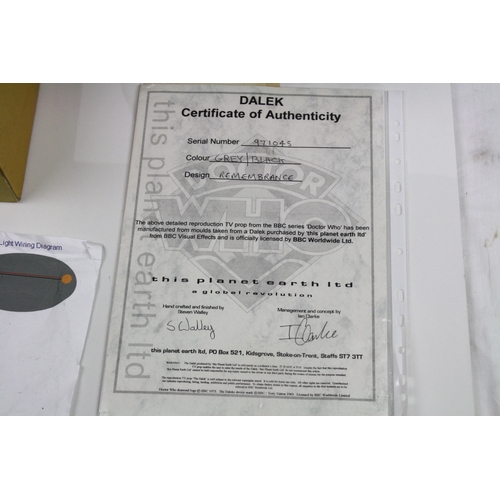 DALEK
Certificate of Authenticity
Serial Number 971045
Colour GREY/BLACK
Design REMEMBRANCE
DOCTOR
WHO
The above detailed reproduction TV prop from the BBC series 'Doctor Who' has been
manufactured from moulds taken from a Dalek purchased by 'this planet earth ltd'
from BBC Visual Effects and is officially licensed by BBC Worldwide Ltd.
this planet earth ltd
a global revolution
Hand crafted and finished by
Steven Walley
S Walley
Management and concept by
Ian Clarke
I Clarke
this planet earth ltd, PO Box 521, Kidsgrove, Stoke-on-Trent, Staffs ST7 3TT
this planet earth ltd
Light Wiring Diagram